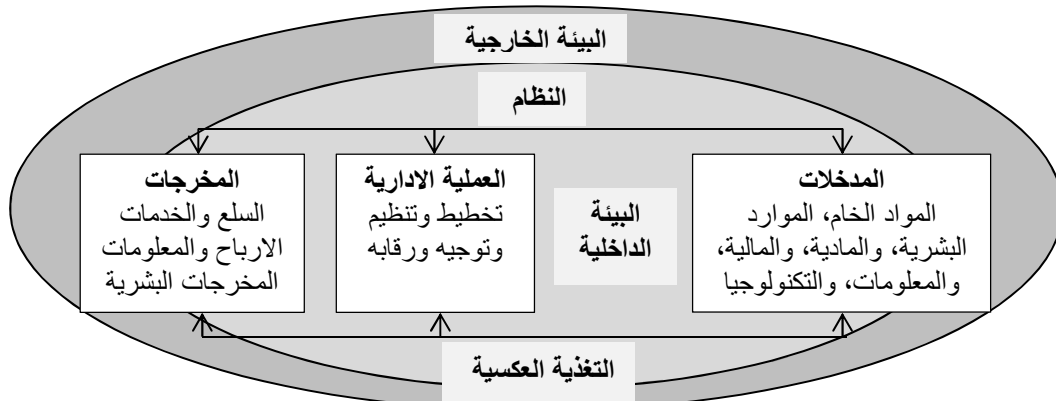 البيئة الخارجية
النظام
المدخلات
المواد الخام، الموارد
البشرية، والمادية، والمالية،
والمعلومات، والتكنولوجيا
البيئة
الداخلية
العملية الادارية
تخطيط وتنظيم
وتوجيه ورقابه
المخرجات
السلع والخدمات
الارباح والمعلومات
المخرجات البشرية
التغذية العكسية